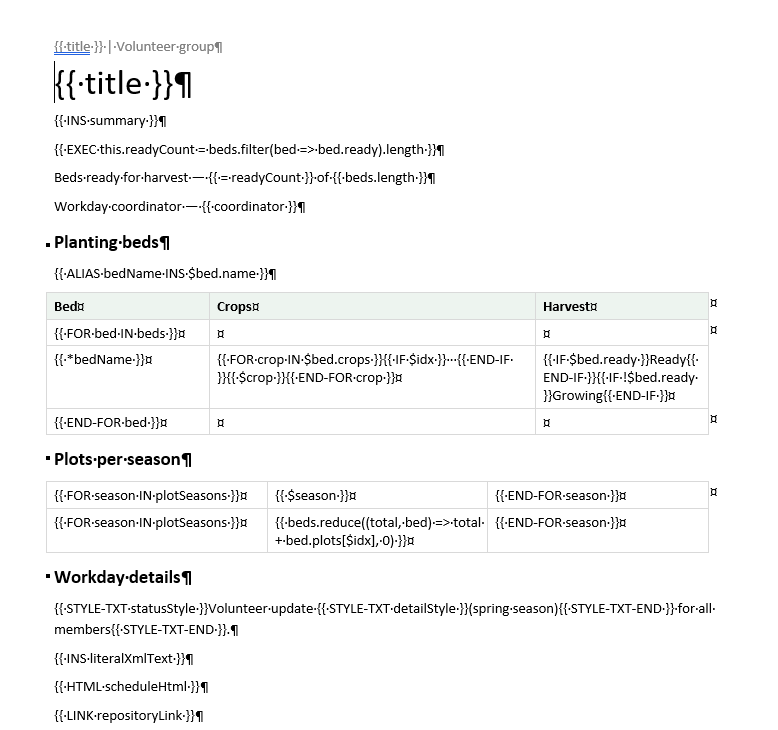 {{·title·}}·|·Volunteer·group¶
{{·title·}}¶
{{·INS·summary·}}¶
{{·EXEC·this.readyCount·=·beds.filter(bed·=>·bed.ready).length·}}¶
Beds·ready·for·harvest·—·{{·=·readyCount·}}·of·{{·beds.length·}}¶
Workday·coordinator·—·{{·coordinator·}}¶
Planting·beds¶
{{·ALIAS·bedName·INS·$bed.name·}}¶
Bed¤ Crops¤ Harvest¤ ¤
{{·FOR·bed·IN·beds·}}¤ ¤ ¤ ¤
{{·*bedName·}}¤ {{·FOR·crop·IN·$bed.crops·}}{{·IF·$idx·}}·–·{{·END-IF·
}}{{·$crop·}}{{·END-FOR·crop·}}¤
{{·IF·$bed.ready·}}Ready{{·
END-IF·}}{{·IF·!$bed.ready·
}}Growing{{·END-IF·}}¤
{{·END-FOR·bed·}}¤ ¤ ¤ ¤
Plots·per·season¶
{{·FOR·season·IN·plotSeasons·}}¤ {{·$season·}}¤ {{·END-FOR·season·}}¤ ¤
{{·FOR·season·IN·plotSeasons·}}¤ {{·beds.reduce((total,·bed)·=>·total·
+·bed.plots[$idx],·0)·}}¤ {{·END-FOR·season·}}¤
Workday·details¶
{{·STYLE-TXT·statusStyle·}}Volunteer·update·{{·STYLE-TXT·detailStyle·}}(spring·season){{·STYLE-TXT-END·}}·for·all·
members{{·STYLE-TXT-END·}}.¶
{{·INS·literalXmlText·}}¶
{{·HTML·scheduleHtml·}}¶
{{·LINK·repositoryLink·}}¶